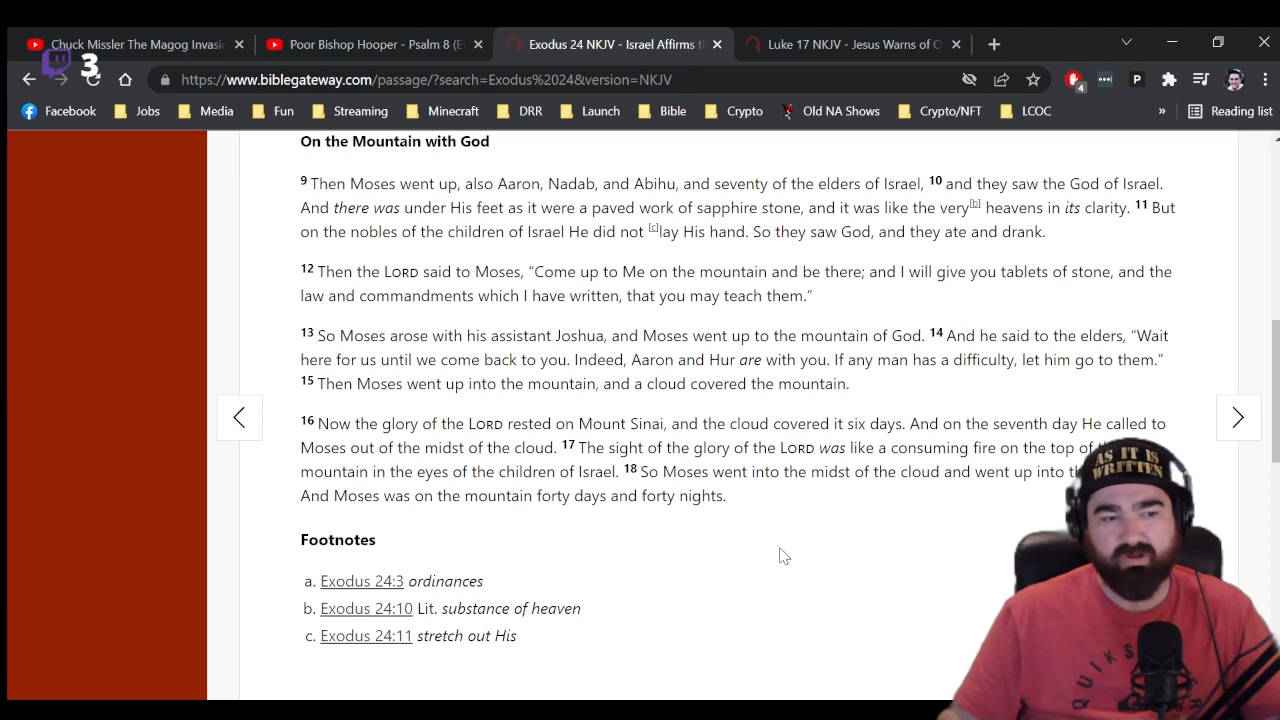 Chuck Missler The Magog Invasi
Poor Bishop Hooper - Psalm 8 (E
Exodus 24 NKJV - Israel Affirms th
Luke 17 NKJV - Jesus Warns of O
3
https://www.biblegateway.com/passage/?search=Exodus%2024&version=NKJV
4
P
Facebook Jobs Media Fun Streaming Minecraft DRR Launch Bible Crypto Old NA Shows Crypto/NFT LCOC » Reading list
On the Mountain with God
9 Then Moses went up, also Aaron, Nadab, and Abihu, and seventy of the elders of Israel, 10 and they saw the God of Israel.
And there was under His feet as it were a paved work of sapphire stone, and it was like the very[b] heavens in its clarity. 11 But
on the nobles of the children of Israel He did not [c]lay His hand. So they saw God, and they ate and drank.
12 Then the LORD said to Moses, “Come up to Me on the mountain and be there; and I will give you tablets of stone, and the
law and commandments which I have written, that you may teach them.”
13 So Moses arose with his assistant Joshua, and Moses went up to the mountain of God. 14 And he said to the elders, “Wait
here for us until we come back to you. Indeed, Aaron and Hur are with you. If any man has a difficulty, let him go to them.”
15 Then Moses went up into the mountain, and a cloud covered the mountain.
16 Now the glory of the LORD rested on Mount Sinai, and the cloud covered it six days. And on the seventh day He called to
Moses out of the midst of the cloud. 17 The sight of the glory of the LORD was like a consuming fire on the top of
mountain in the eyes of the children of Israel. 18 So Moses went into the midst of the cloud and went up into
And Moses was on the mountain forty days and forty nights.
AS IT IS
WRITTEN
Footnotes
a. Exodus 24:3 ordinances
b. Exodus 24:10 Lit. substance of heaven
c. Exodus 24:11 stretch out His